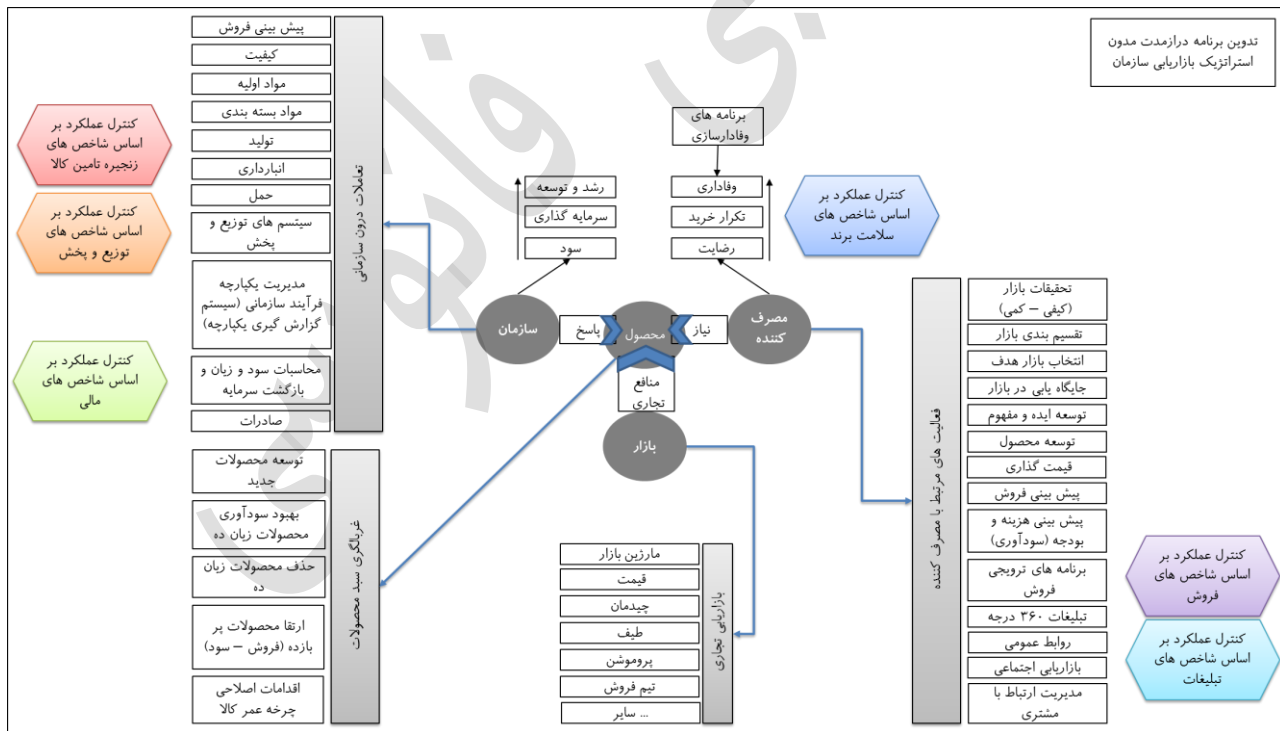 تدوین برنامه درازمدت مدون
استراتژیک بازاریابی سازمان
برنامه های
وفادارسازی
وفاداری
تکرار خرید
رضایت
رشد و توسعه
سرمایه گذاری
سود
کنترل عملکرد بر
اساس شاخص های
سلامت برند
مصرف
کننده
نیاز
محصول
پاسخ
سازمان
منافع
تجاری
بازار
فعالیت های مرتبط با مصرف کننده
تحقیقات بازار
(کیفی – کمی)
تقسیم بندی بازار
انتخاب بازار هدف
جایگاه یابی در بازار
توسعه ایده و مفهوم
توسعه محصول
قیمت گذاری
پیش بینی فروش
پیش بینی هزینه و
بودجه (سودآوری)
برنامه های ترویجی
فروش
تبلیغات ۳۶۰ درجه
روابط عمومی
بازاریابی اجتماعی
مدیریت ارتباط با
مشتری
کنترل عملکرد بر
اساس شاخص های
فروش
کنترل عملکرد بر
اساس شاخص های
تبلیغات
بازاریابی تجاری
مارژین بازار
قیمت
چیدمان
طیف
پروموشن
تیم فروش
... سایر
تعاملات درون سازمانی
پیش بینی فروش
کیفیت
مواد اولیه
مواد بسته بندی
تولید
انبارداری
حمل
سیتسم های توزیع و
پخش
مدیریت یکپارچه
فرآیند سازمانی (سیستم
گزارش گیری یکپارچه)
محاسبات سود و زیان و
بازگشت سرمایه
صادرات
کنترل عملکرد بر
اساس شاخص های
زنجیره تامین کالا
کنترل عملکرد بر
اساس شاخص های
توزیع و پخش
کنترل عملکرد بر
اساس شاخص های
مالی
غربالگری سبد محصولات
توسعه محصولات
جدید
بهبود سودآوری
محصولات زیان ده
حذف محصولات زیان
ده
ارتقا محصولات پر
بازده (فروش – سود)
اقدامات اصلاحی
چرخه عمر کالا